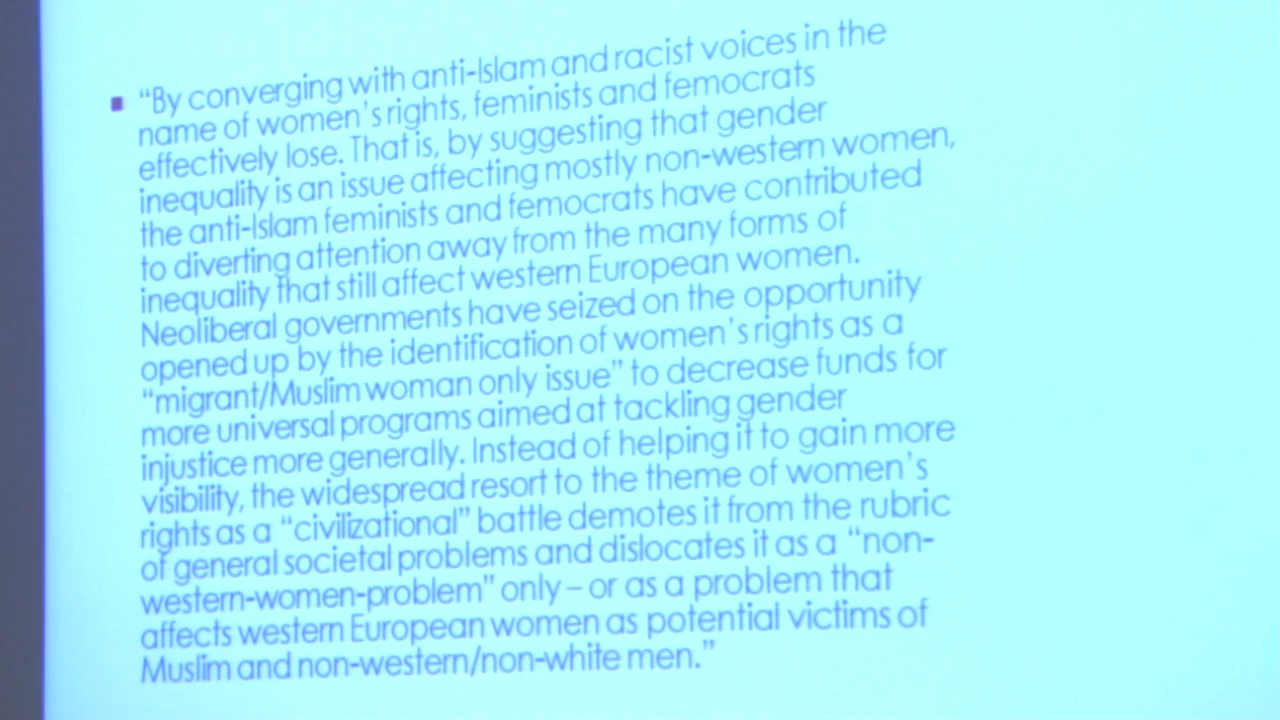 ▪ “By converging with anti-Islam and racist voices in the
name of women’s rights, feminists and femocrats
effectively lose. That is, by suggesting that gender
inequality is an issue affecting mostly non-western women,
the anti-Islam feminists and femocrats have contributed
to diverting attention away from the many forms of
inequality that still affect western European women.
Neoliberal governments have seized on the opportunity
opened up by the identification of women’s rights as a
“migrant/Muslim woman only issue” to decrease funds for
more universal programs aimed at tackling gender
injustice more generally. Instead of helping it to gain more
visibility, the widespread resort to the theme of women’s
rights as a “civilizational” battle demotes it from the rubric
of general societal problems and dislocates it as a “non-
western-women-problem” only – or as a problem that
affects western European women as potential victims of
Muslim and non-western/non-white men.”